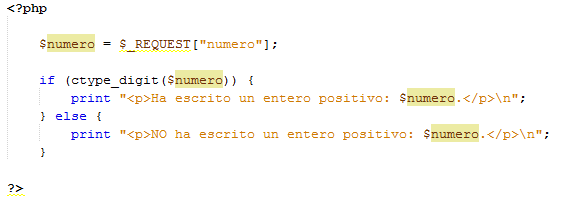 <?php
$numero = $_REQUEST["numero"];
if (ctype_digit($numero)) {
print "<p>Ha escrito un entero positivo: $numero.</p>\n";
} else {
print "<p>NO ha escrito un entero positivo: $numero.</p>\n";
}
?>